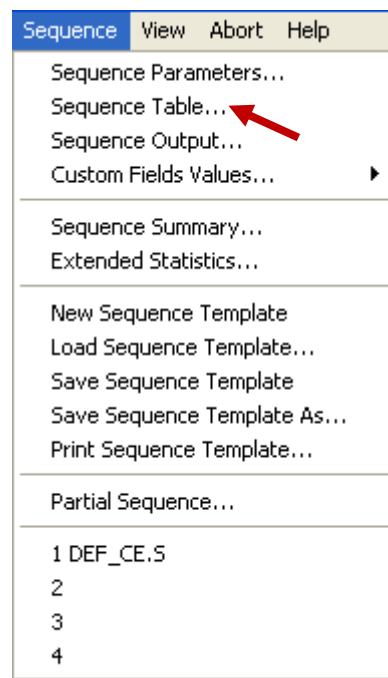 Sequence View Abort Help
Sequence Parameters...
Sequence Table...
Sequence Output...
Custom Fields Values...
Sequence Summary...
Extended Statistics...
New Sequence Template
Load Sequence Template...
Save Sequence Template
Save Sequence Template As...
Print Sequence Template...
Partial Sequence...
1 DEF_CE.S
2
3
4